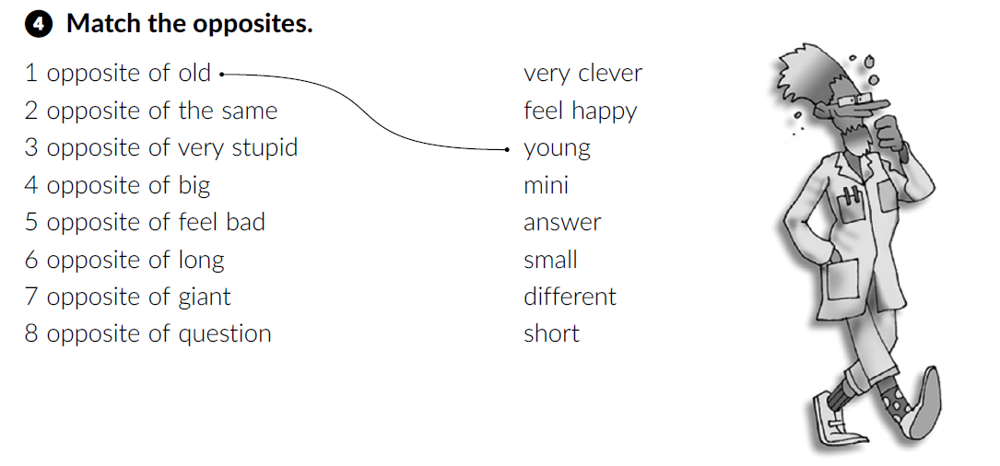 4 Match the opposites.
1 opposite of old very clever
2 opposite of the same feel happy
3 opposite of very stupid young
4 opposite of big mini
5 opposite of feel bad answer
6 opposite of long small
7 opposite of giant different
8 opposite of question short